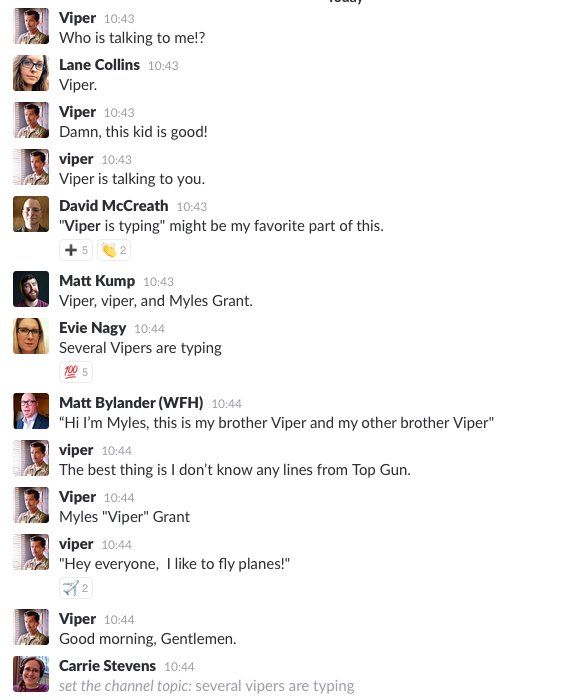 Today
Viper 10:43
Who is talking to me!?
Lane Collins 10:43
Viper.
Viper 10:43
Damn, this kid is good!
viper 10:43
Viper is talking to you.
David McCreath 10:43
"Viper is typing" might be my favorite part of this.
5 2
Matt Kump 10:43
Viper, viper, and Myles Grant.
Evie Nagy 10:44
Several Vipers are typing
100 5
Matt Bylander (WFH) 10:44
“Hi I’m Myles, this is my brother Viper and my other brother Viper"
viper 10:44
The best thing is I don’t know any lines from Top Gun.
Viper 10:44
Myles "Viper" Grant
viper 10:44
"Hey everyone,  I like to fly planes!"
2
Viper 10:44
Good morning, Gentlemen.
Carrie Stevens 10:44
set the channel topic: several vipers are typing